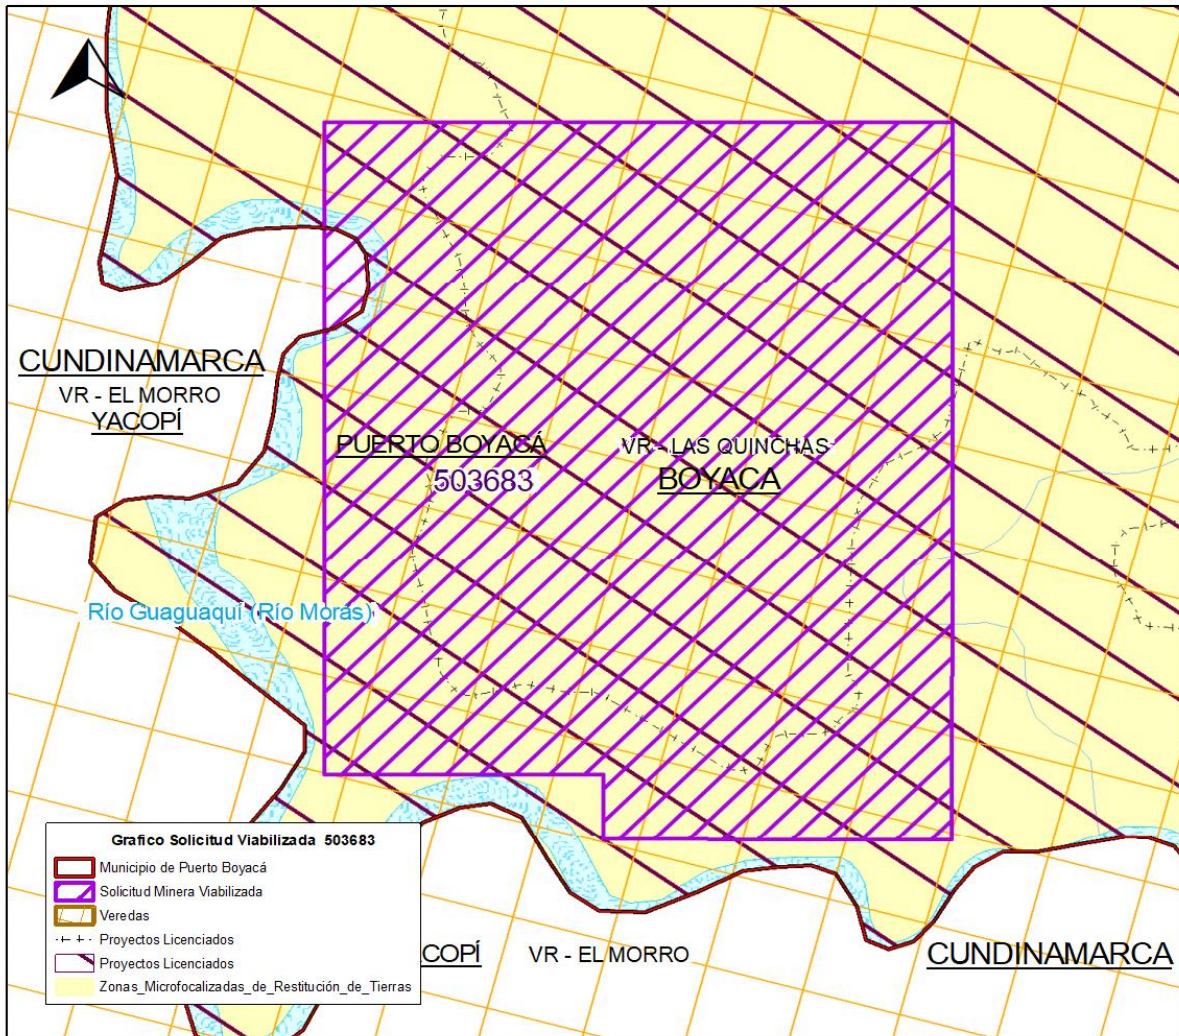 CUNDINAMARCA
VR - EL MORRO
YACOPÍ
PUERTO BOYACÁ
503683
VR - LAS QUINCHAS
BOYACA
Río Guaguaquí (Río Moras)
Grafico Solicitud Viabilizada 503683
Municipio de Puerto Boyacá
Solicitud Minera Viabilizada
Veredas
Proyectos Licenciados
Proyectos Licenciados
Zonas_Microfocalizadas_de_Restitución_de_Tierras
COPÍ
VR - EL MORRO
CUNDINAMARCA